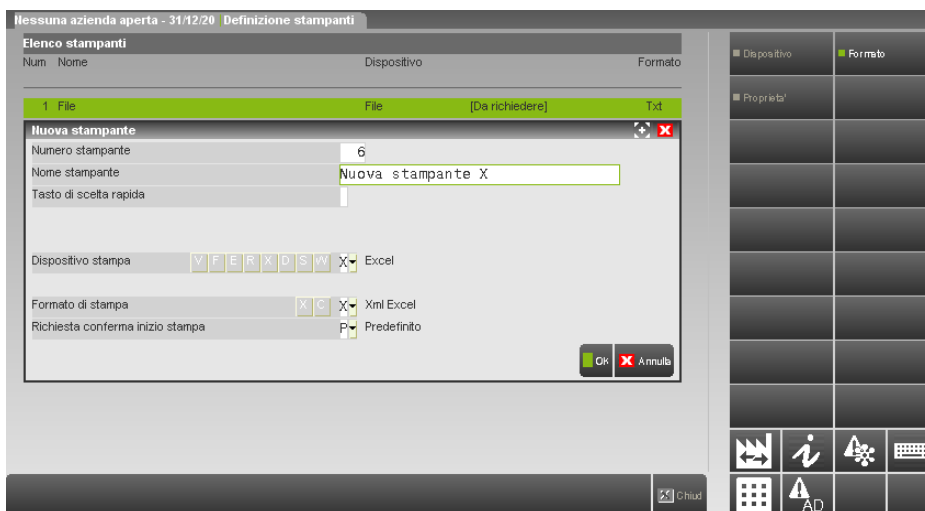 Nessuna azienda aperta - 31/12/20 Definizione stampanti
Elenco stampanti
Num Nome Dispositivo Formato
1 File File [Da richiedere] Txt
Nuova stampante
Numero stampante 6
Nome stampante Nuova stampante X
Tasto di scelta rapida
Dispositivo stampa V F E R X D S W X Excel
Formato di stampa X C X Xml Excel
Richiesta conferma inizio stampa P Predefinito
Ok Annulla
Chiud
Dispositivo Formato
Proprieta'
i
AD